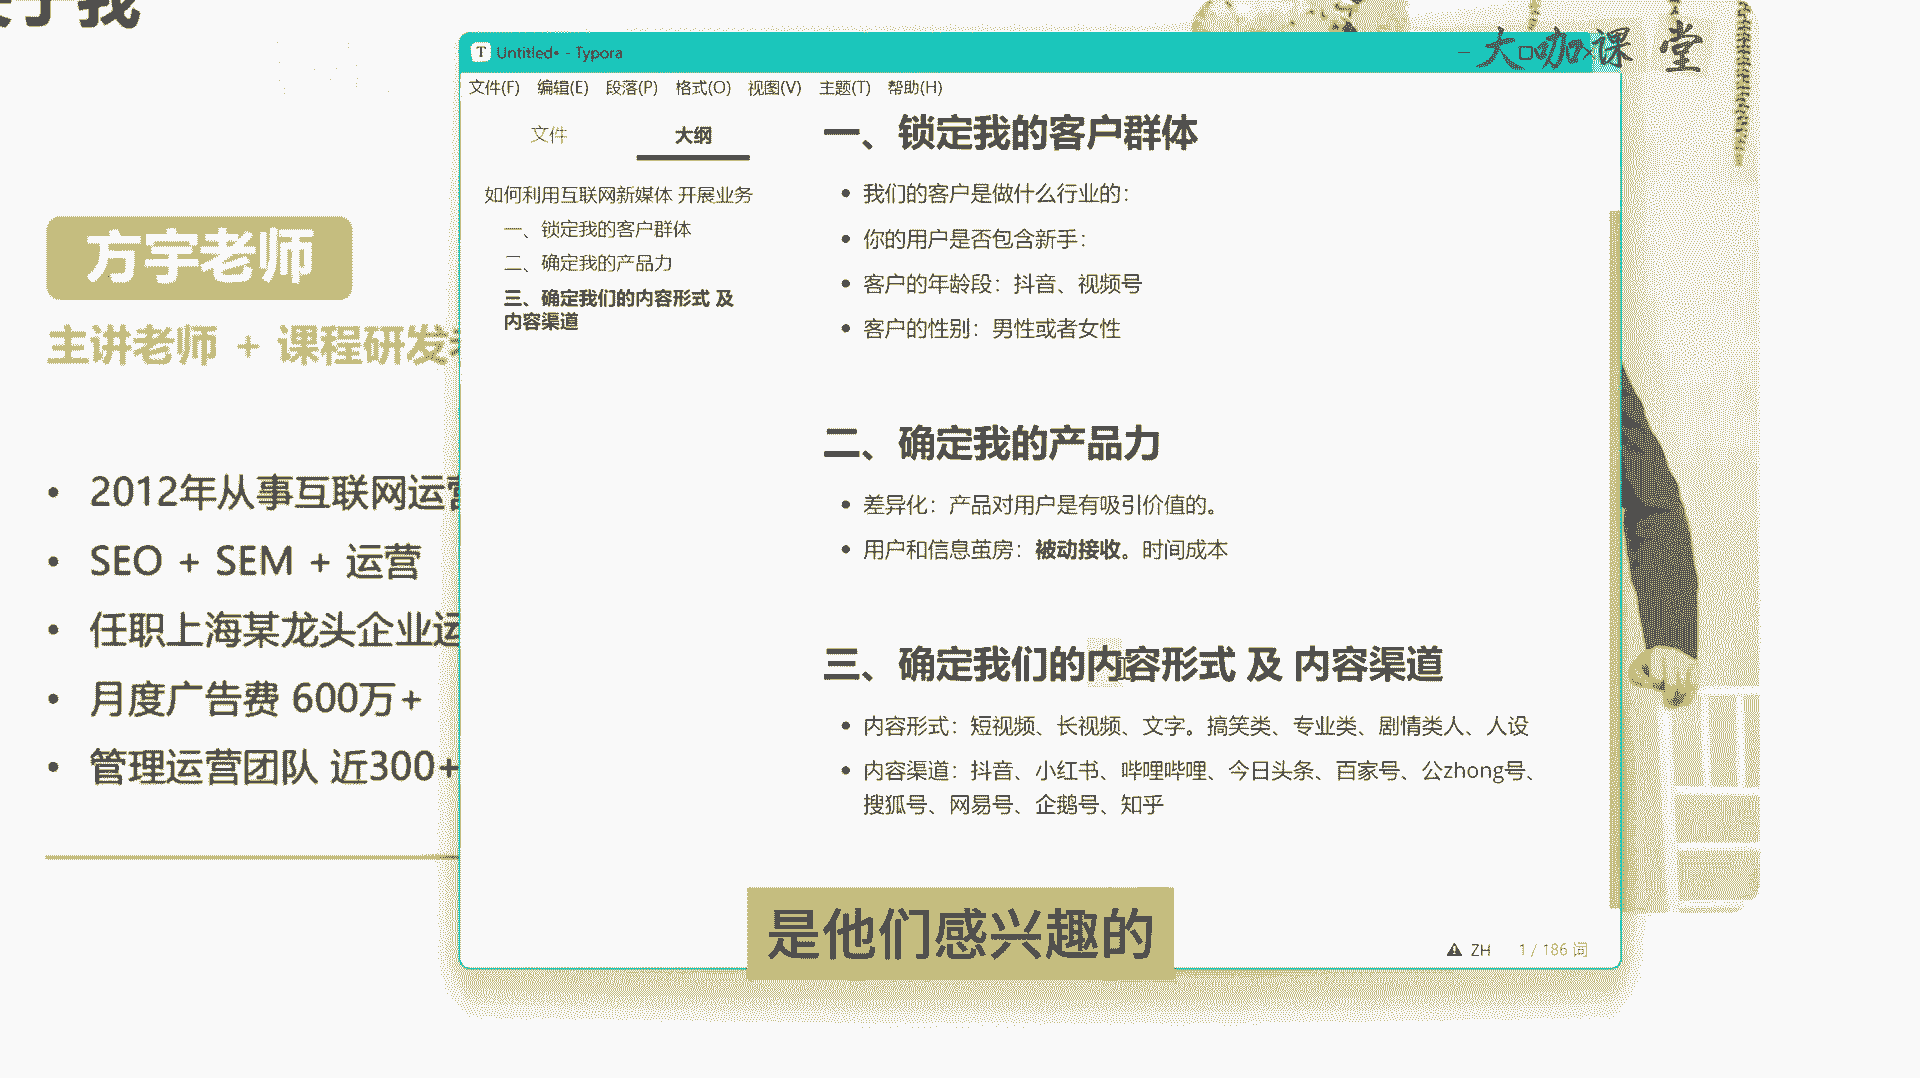 于我
大咖课堂
Untitled• - Typora
文件(F) 编辑(E) 段落(P) 格式(O) 视图(V) 主题(T) 帮助(H)
文件 大纲
如何利用互联网新媒体 开展业务
一、锁定我的客户群体
二、确定我的产品力
三、确定我们的内容形式 及
内容渠道
一、锁定我的客户群体
• 我们的客户是做什么行业的：
• 你的用户是否包含新手：
• 客户的年龄段：抖音、视频号
• 客户的性别：男性或者女性
二、确定我的产品力
• 差异化：产品对用户是有吸引价值的。
• 用户和信息茧房：被动接收。时间成本
三、确定我们的内容形式 及 内容渠道
• 内容形式：短视频、长视频、文字。搞笑类、专业类、剧情类人、人设
• 内容渠道：抖音、小红书、哔哩哔哩、今日头条、百家号、公zhong号、
搜狐号、网易号、企鹅号、知乎
ZH 1 / 186 词
方宇老师
主讲老师 + 课程研发
• 2012年从事互联网运营
• SEO + SEM + 运营
• 任职上海某龙头企业运
• 月度广告费 600万+
• 管理运营团队 近300+
是他们感兴趣的